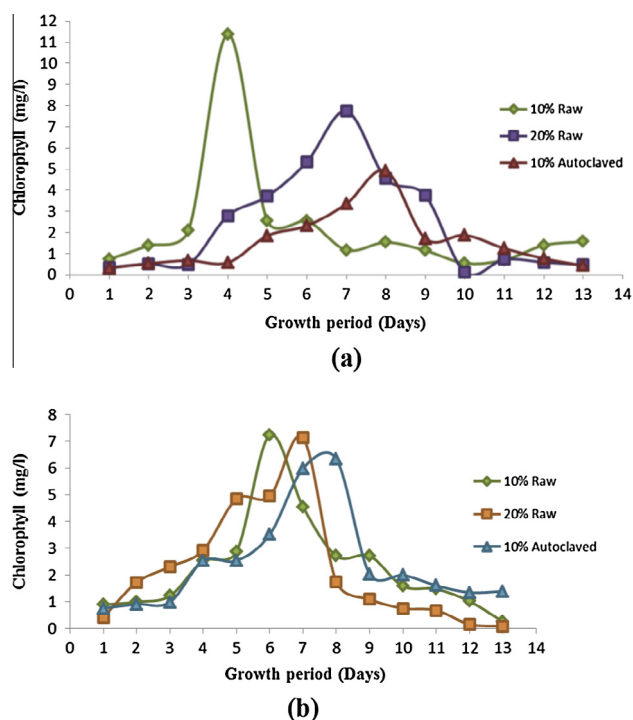 12
11
10
9
8
7
6
5
4
3
2
1
0
Chlorophyll (mg/l)
10% Raw
20% Raw
10% Autoclaved
0 1 2 3 4 5 6 7 8 9 10 11 12 13 14
Growth period (Days)
(a)
8
7
6
5
4
3
2
1
0
Chlorophyll (mg/l)
10% Raw
20% Raw
10% Autoclaved
0 1 2 3 4 5 6 7 8 9 10 11 12 13 14
Growth period (Days)
(b)